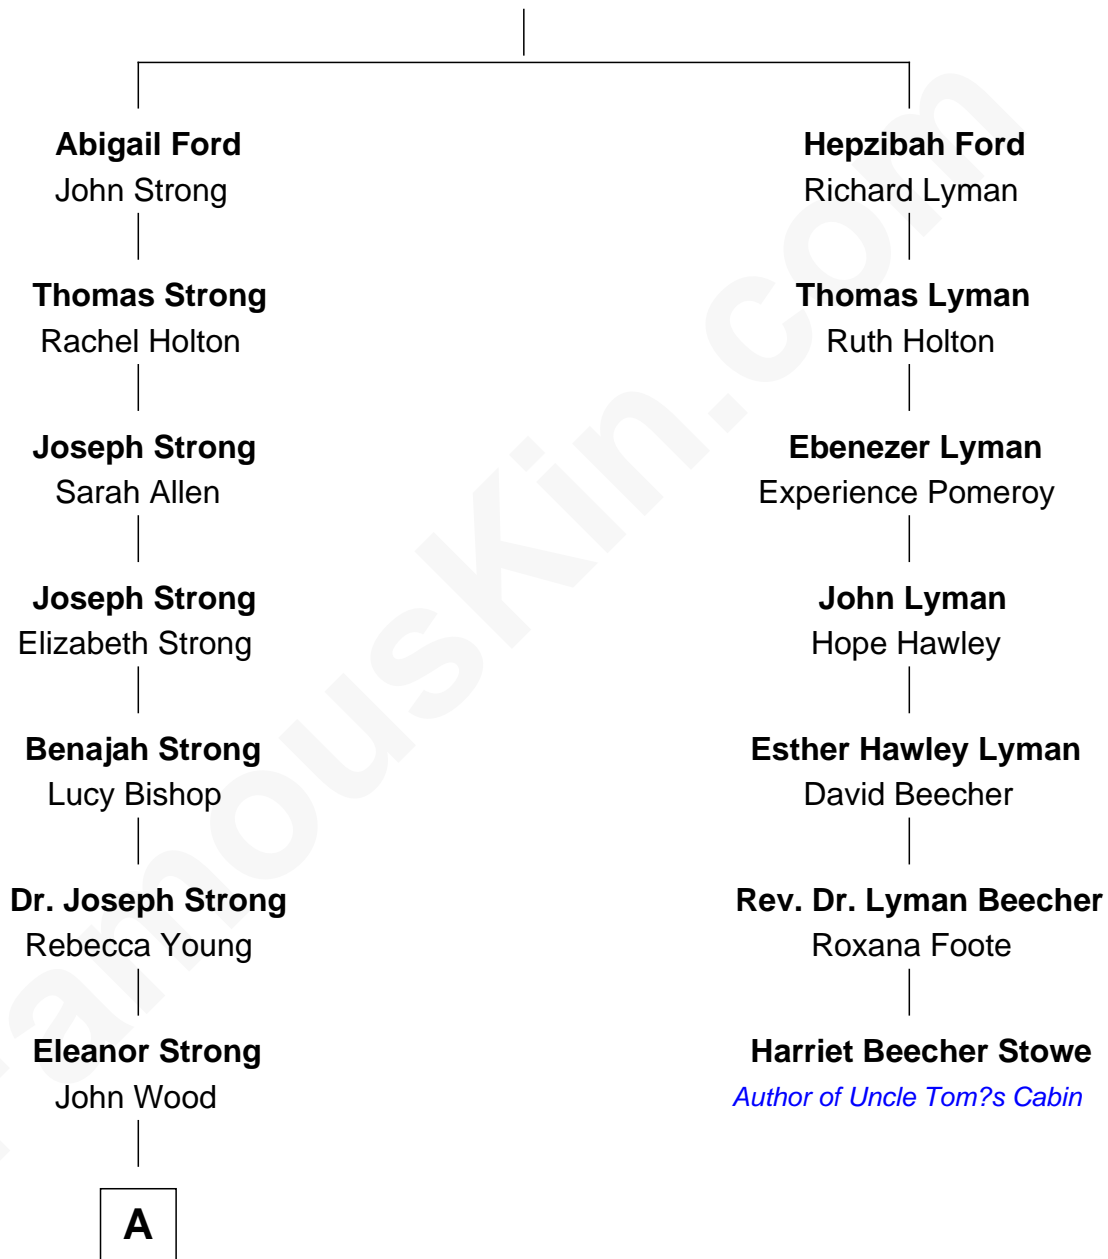 Abigail Ford
John Strong
Hepzibah Ford
Richard Lyman
Thomas Strong
Rachel Holton
Thomas Lyman
Ruth Holton
Joseph Strong
Sarah Allen
Ebenezer Lyman
Experience Pomeroy
Joseph Strong
Elizabeth Strong
John Lyman
Hope Hawley
Benajah Strong
Lucy Bishop
Esther Hawley Lyman
David Beecher
Dr. Joseph Strong
Rebecca Young
Rev. Dr. Lyman Beecher
Roxana Foote
Eleanor Strong
John Wood
Harriet Beecher Stowe
Author of Uncle Tom?s Cabin
A
FamousKin.com